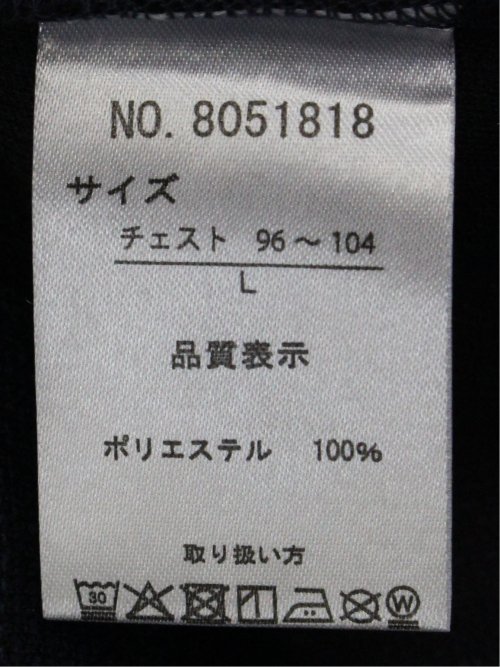 NO. 8051818
サイズ
チェスト 96～104
L
品質表示
ポリエステル 100%
取り扱い方
30 W